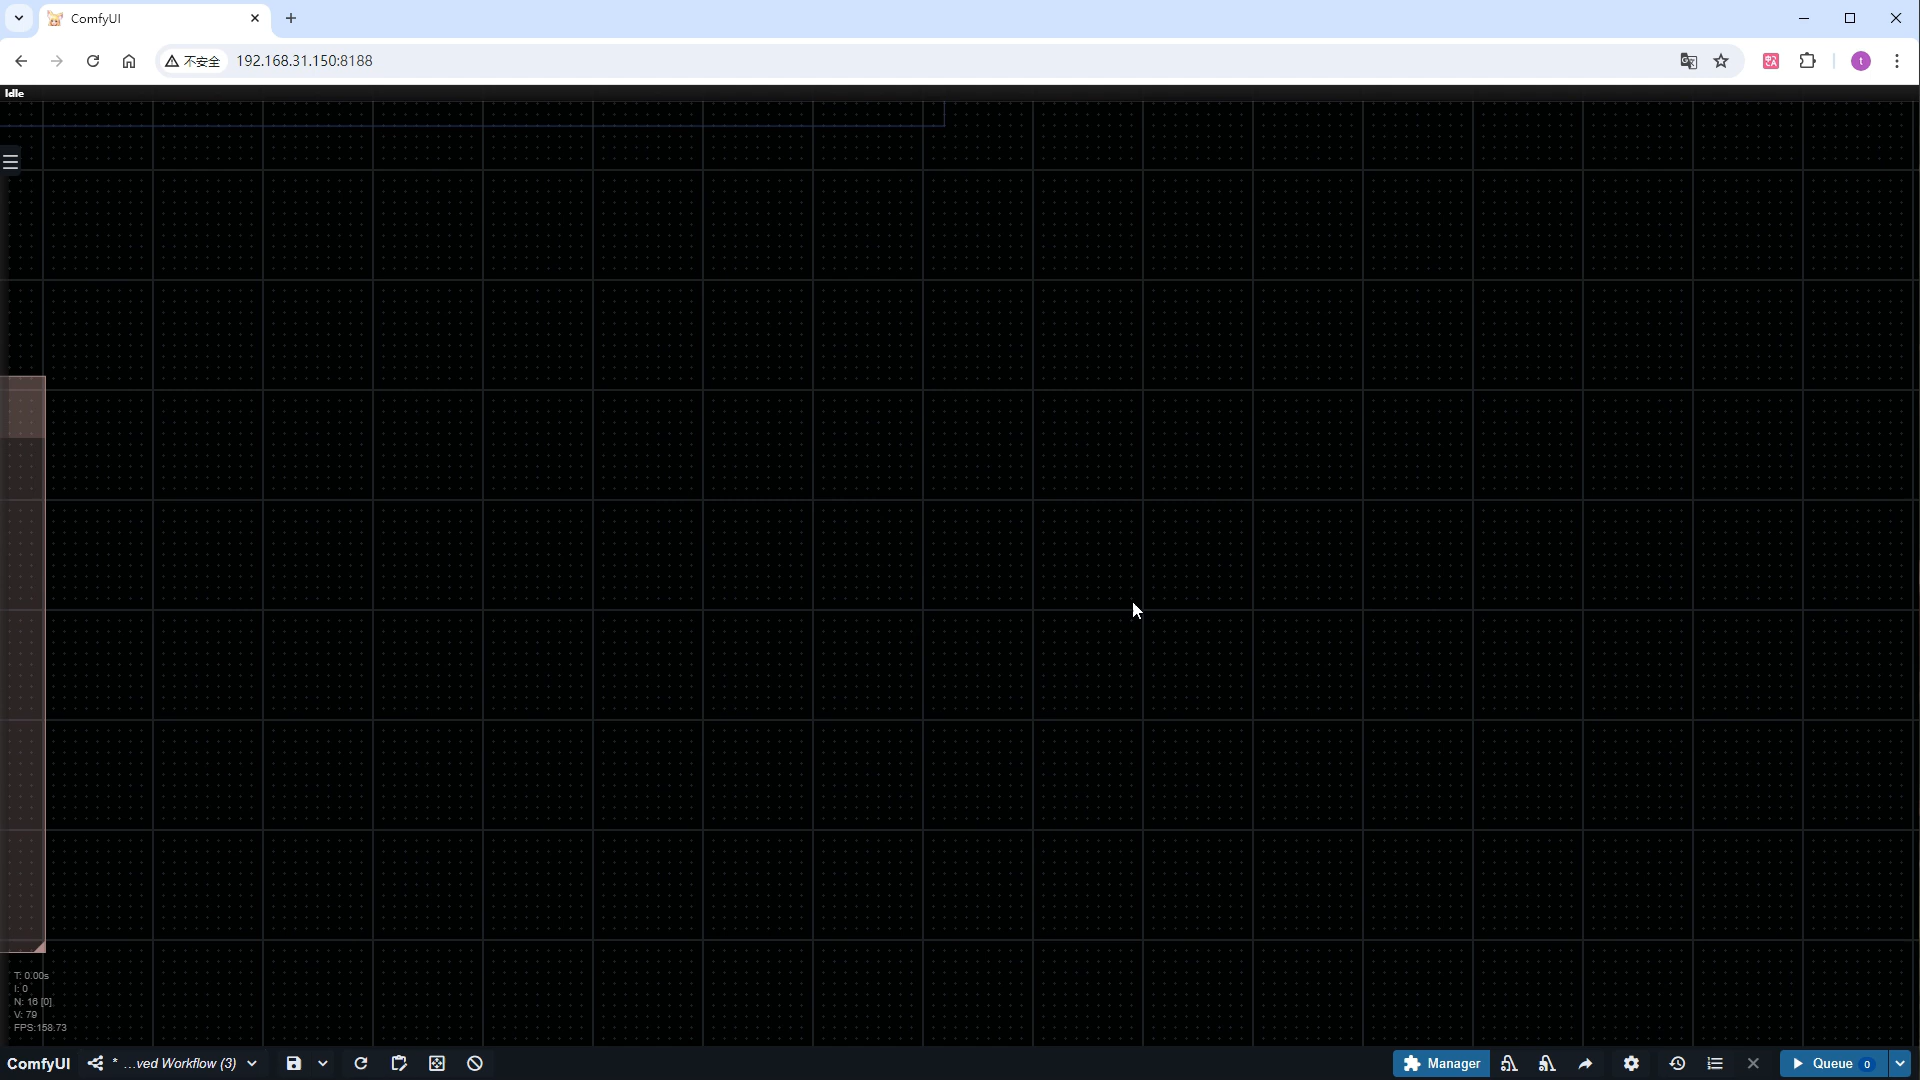 ComfyUI
不安全 192.168.31.150:8188
Idle
T: 0.00s
I: 0
N: 16 [0]
V: 79
FPS:158.73
ComfyUI * ...ved Workflow (3) Manager Queue 0
t